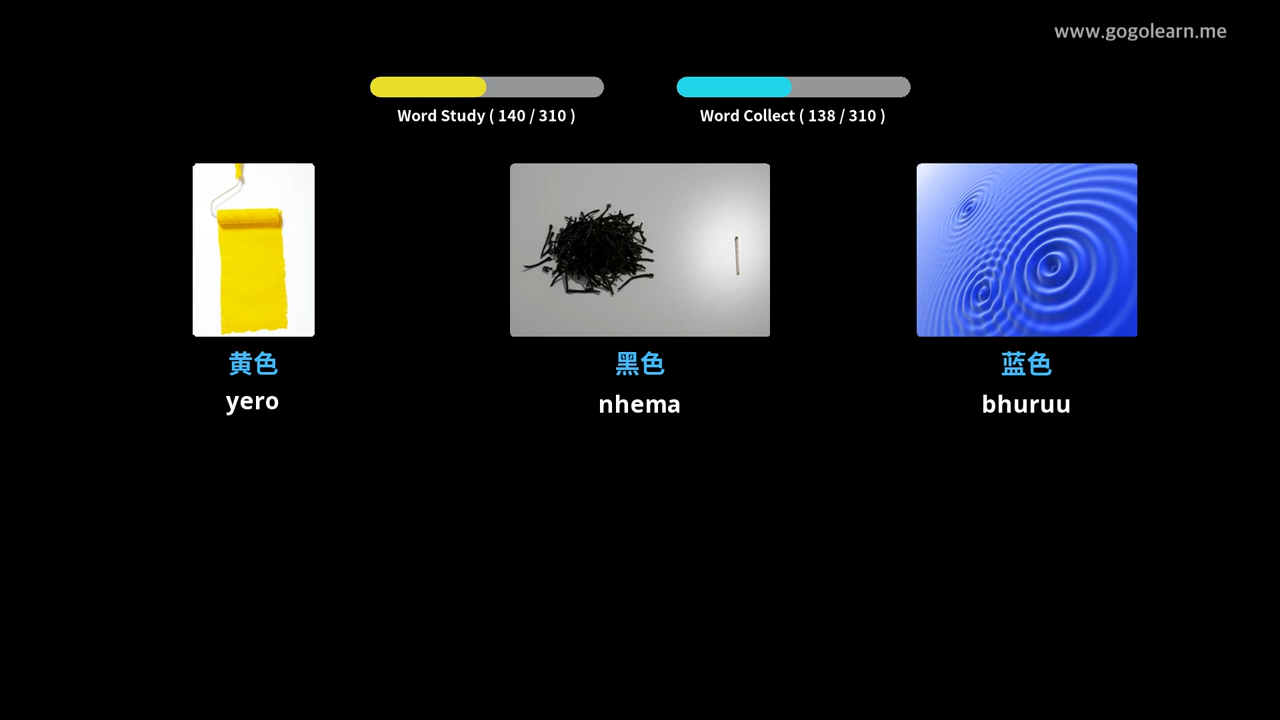 www.gogolearn.me
Word Study ( 140 / 310 )
Word Collect ( 138 / 310 )
黄色
yero
黑色
nhema
蓝色
bhuruu